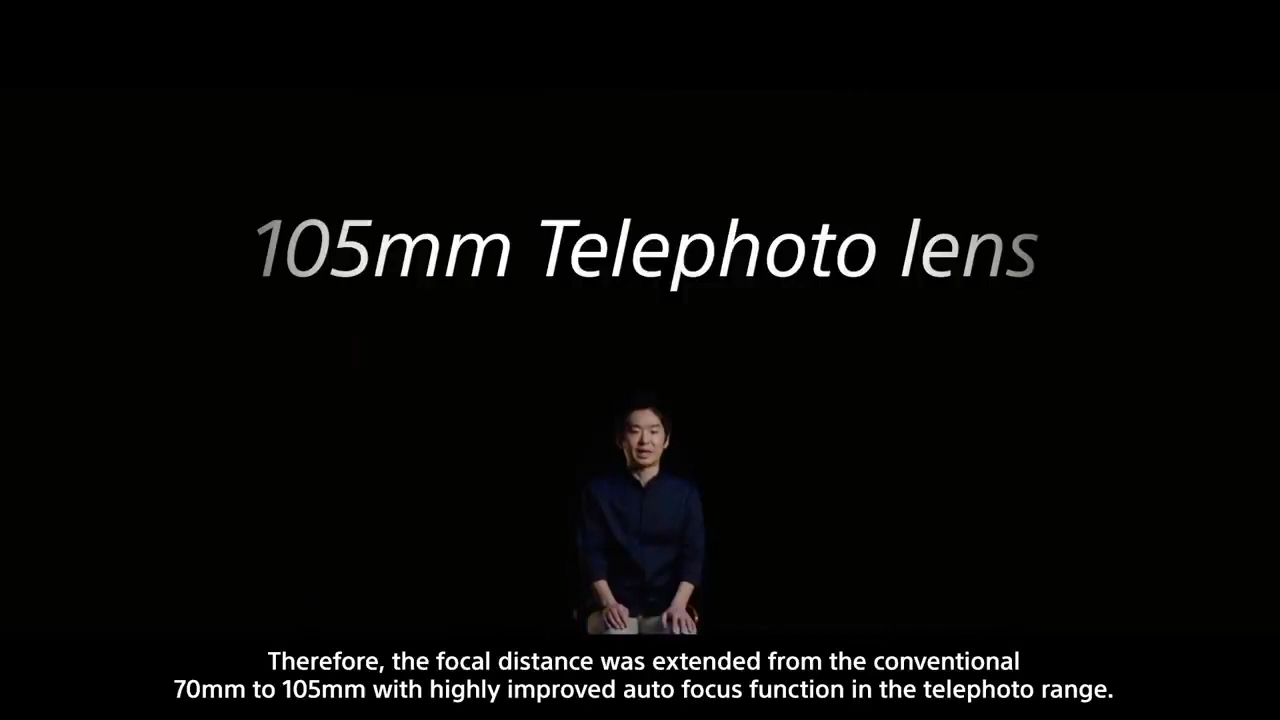 105mm Telephoto lens
Therefore, the focal distance was extended from the conventional
70mm to 105mm with highly improved auto focus function in the telephoto range.